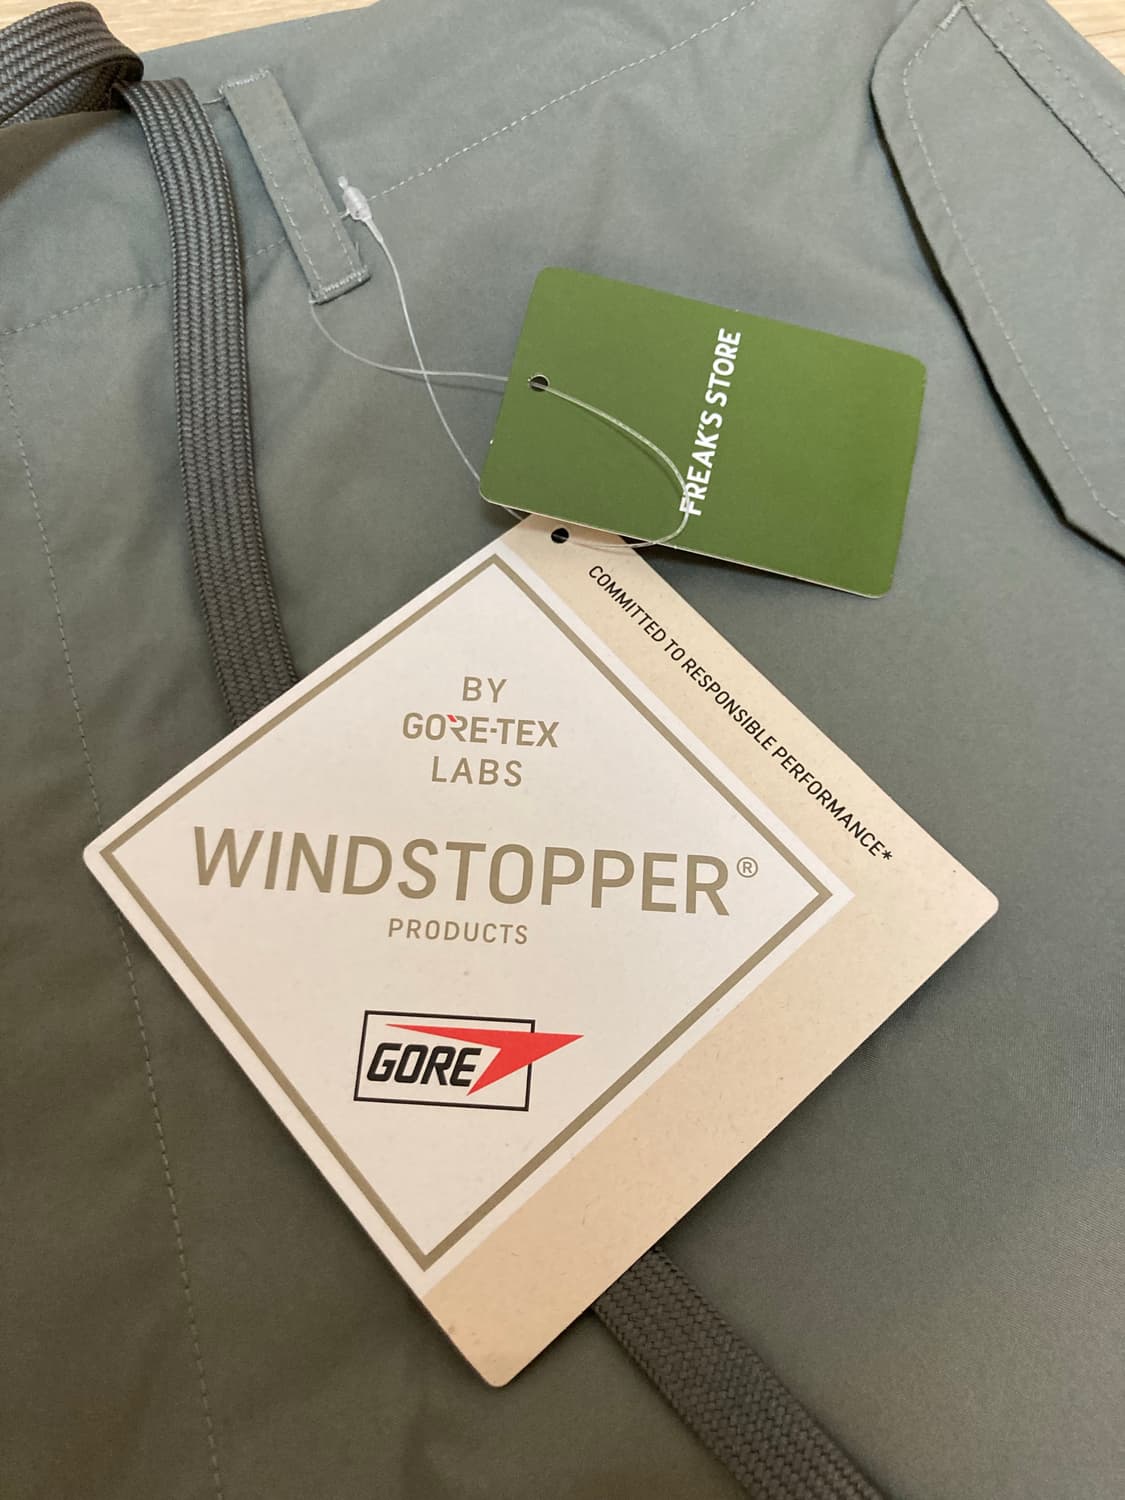 FREAK'S STORE
COMMITTED TO RESPONSIBLE PERFORMANCE*
BY
GORE-TEX
LABS
WINDSTOPPER®
PRODUCTS
GORE